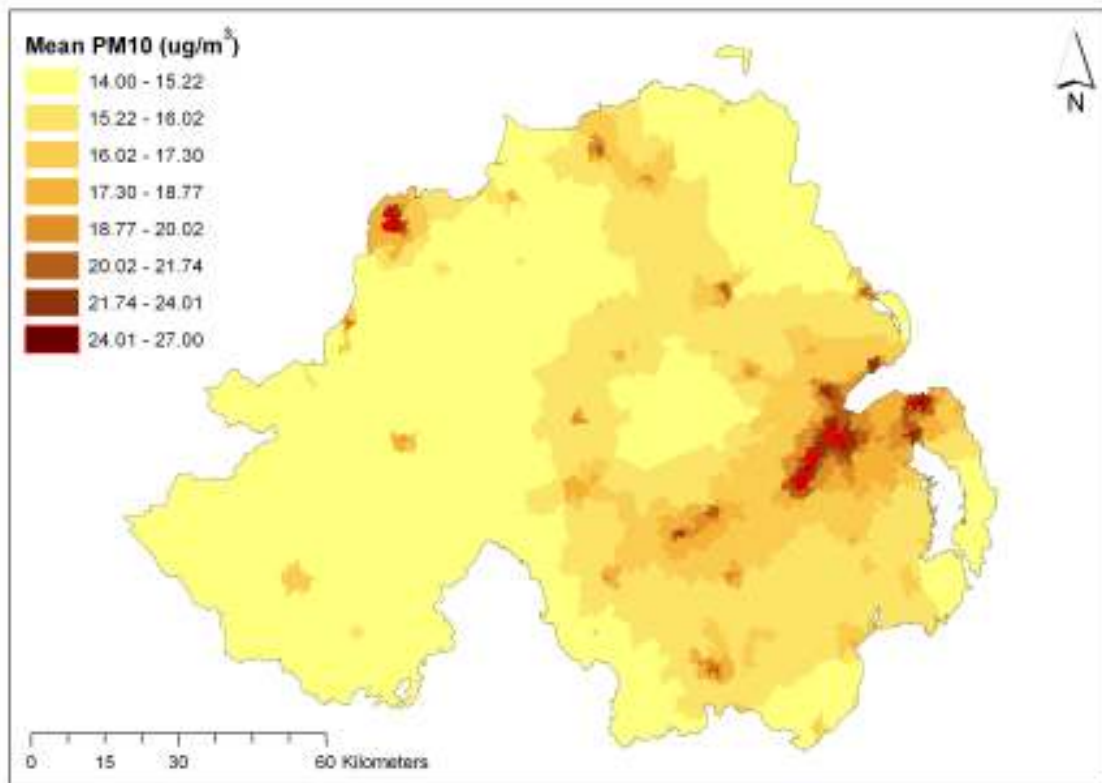 Mean PM10 (ug/m³)
14.00 - 15.22
15.22 - 16.02
16.02 - 17.30
17.30 - 18.77
18.77 - 20.02
20.02 - 21.74
21.74 - 24.01
24.01 - 27.00
N
0 15 30 60 Kilometers